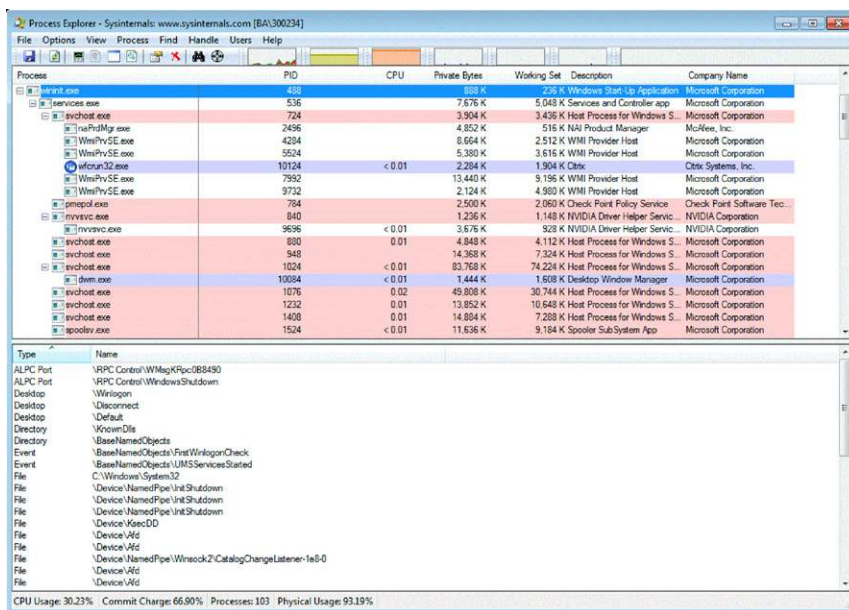 Process Explorer - Sysinternals: www.sysinternals.com [BA\300234]
File Options View Process Find Handle Users Help
Process PID CPU Private Bytes Working Set Description Company Name
wininit.exe 488 888 K 236 K Windows Start-Up Application Microsoft Corporation
services.exe 536 7,676 K 5,048 K Services and Controller app Microsoft Corporation
svchost.exe 724 3,904 K 3,436 K Host Process for Windows S... Microsoft Corporation
naPrdMgr.exe 2496 4,852 K 516 K NAI Product Manager McAfee, Inc.
WmiPrvSE.exe 4284 8,664 K 2,512 K WMI Provider Host Microsoft Corporation
WmiPrvSE.exe 5524 5,380 K 3,616 K WMI Provider Host Microsoft Corporation
wfcrun32.exe 10124 < 0.01 2,284 K 1,904 K Citrix Citrix Systems, Inc.
WmiPrvSE.exe 7992 13,440 K 9,196 K WMI Provider Host Microsoft Corporation
WmiPrvSE.exe 9732 2,124 K 4,980 K WMI Provider Host Microsoft Corporation
pmepol.exe 784 2,500 K 2,060 K Check Point Policy Service Check Point Software Tec...
nvvsvc.exe 840 1,236 K 1,148 K NVIDIA Driver Helper Servic... NVIDIA Corporation
nvvsvc.exe 9696 < 0.01 3,676 K 928 K NVIDIA Driver Helper Servic... NVIDIA Corporation
svchost.exe 880 0.01 4,848 K 4,112 K Host Process for Windows S... Microsoft Corporation
svchost.exe 948 14,368 K 7,324 K Host Process for Windows S... Microsoft Corporation
svchost.exe 1024 < 0.01 83,768 K 74,224 K Host Process for Windows S... Microsoft Corporation
dwm.exe 10084 < 0.01 1,444 K 1,608 K Desktop Window Manager Microsoft Corporation
svchost.exe 1076 0.02 49,808 K 30,744 K Host Process for Windows S... Microsoft Corporation
svchost.exe 1232 0.01 13,852 K 10,648 K Host Process for Windows S... Microsoft Corporation
svchost.exe 1408 0.01 14,884 K 7,288 K Host Process for Windows S... Microsoft Corporation
spoolsv.exe 1524 < 0.01 11,636 K 9,184 K Spooler SubSystem App Microsoft Corporation
Type Name
ALPC Port \RPC Control\WMsgKRpc0B8490
ALPC Port \RPC Control\WindowsShutdown
Desktop \Winlogon
Desktop \Disconnect
Desktop \Default
Directory \KnownDlls
Directory \BaseNamedObjects
Event \BaseNamedObjects\FirstWinlogonCheck
Event \BaseNamedObjects\UMSServicesStarted
File C:\Windows\System32
File \Device\NamedPipe\InitShutdown
File \Device\NamedPipe\InitShutdown
File \Device\NamedPipe\InitShutdown
File \Device\KsecDD
File \Device\Afd
File \Device\Afd
File \Device\NamedPipe\Winsock2\CatalogChangeListener-1e8-0
File \Device\Afd
File \Device\Afd
CPU Usage: 30.23% Commit Charge: 66.90% Processes: 103 Physical Usage: 93.19%